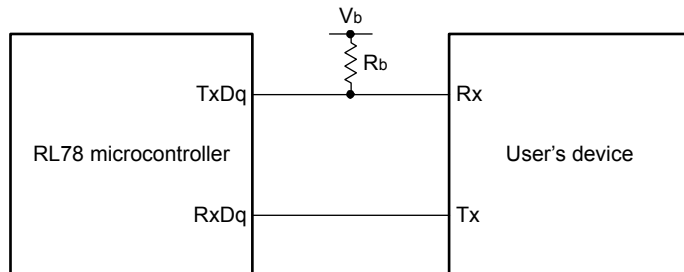 Vb
Rb
TxDq
Rx
RL78 microcontroller
User’s device
RxDq
Tx